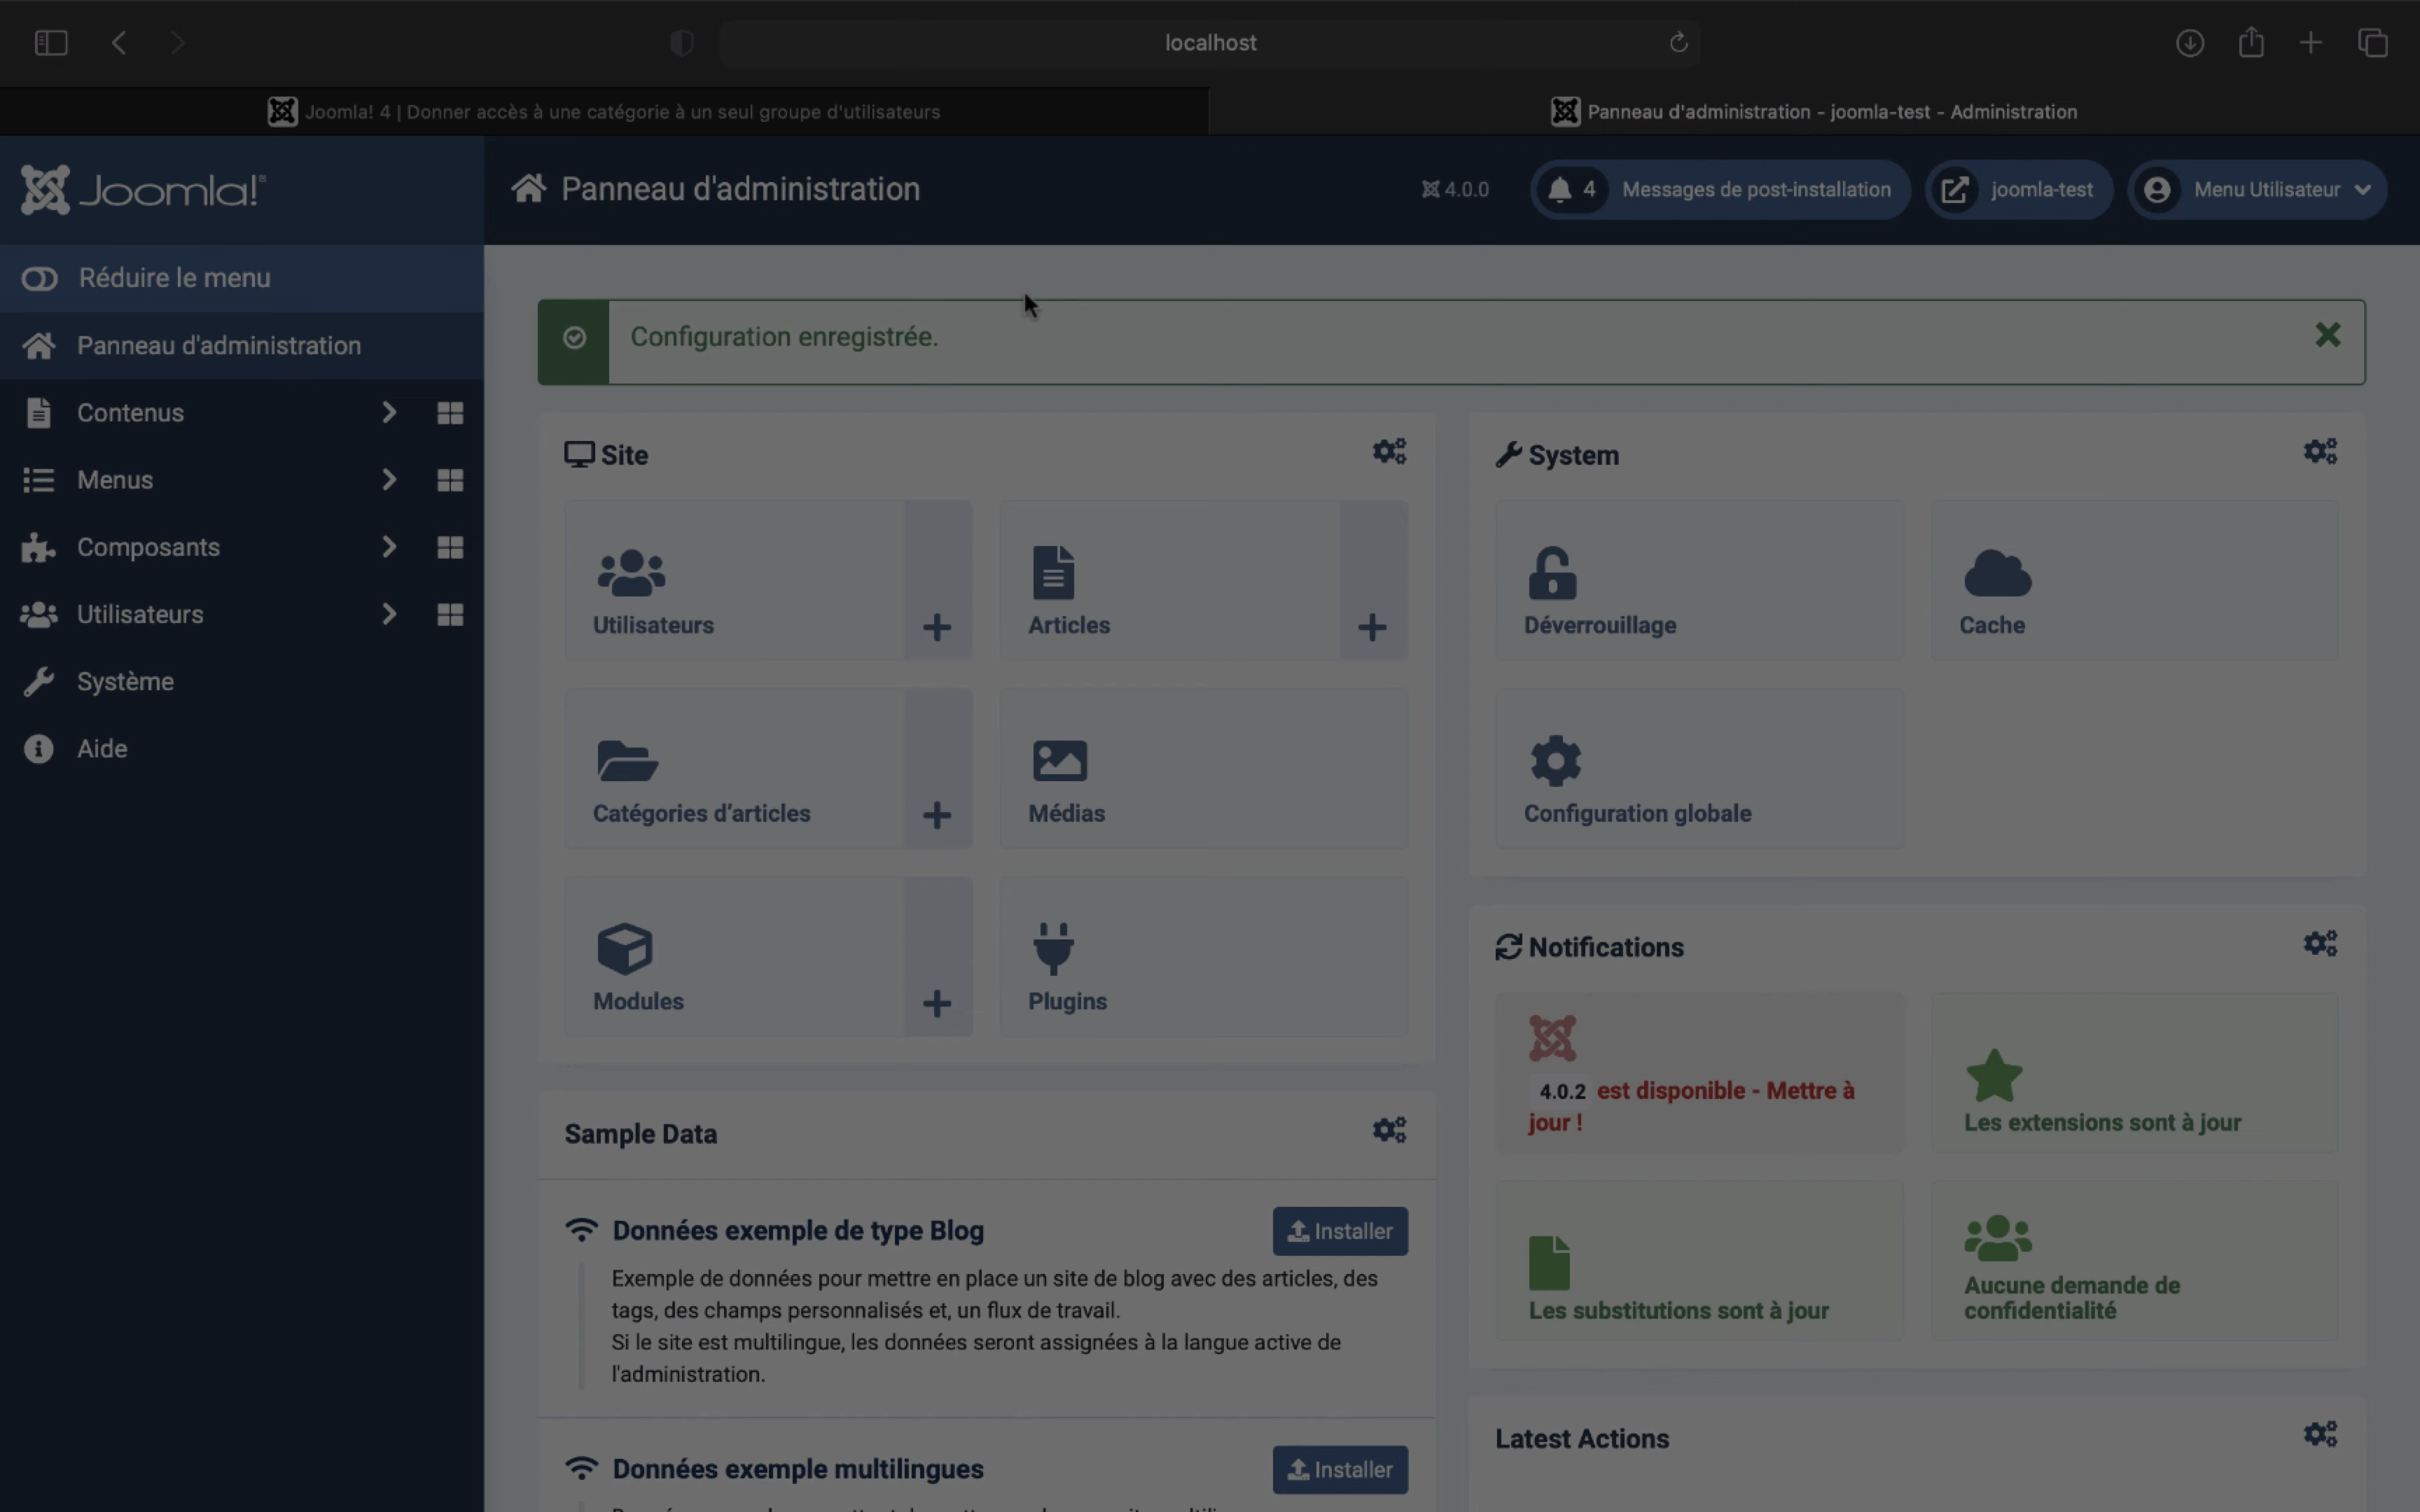 localhost
Joomla! 4 | Donner accès à une catégorie à un seul groupe d'utilisateurs
Panneau d'administration - joomla-test - Administration
Joomla!
Panneau d'administration
4.0.0
4 Messages de post-installation
joomla-test
Menu Utilisateur
Réduire le menu
Panneau d'administration
Contenus
Menus
Composants
Utilisateurs
Système
Aide
Configuration enregistrée.
Site
Utilisateurs
Articles
Catégories d’articles
Médias
Modules
Plugins
Sample Data
Données exemple de type Blog
Installer
Exemple de données pour mettre en place un site de blog avec des articles, des
tags, des champs personnalisés et, un flux de travail.
Si le site est multilingue, les données seront assignées à la langue active de
l'administration.
Données exemple multilingues
Installer
System
Déverrouillage
Cache
Configuration globale
Notifications
4.0.2 est disponible - Mettre à
jour !
Les extensions sont à jour
Les substitutions sont à jour
Aucune demande de
confidentialité
Latest Actions